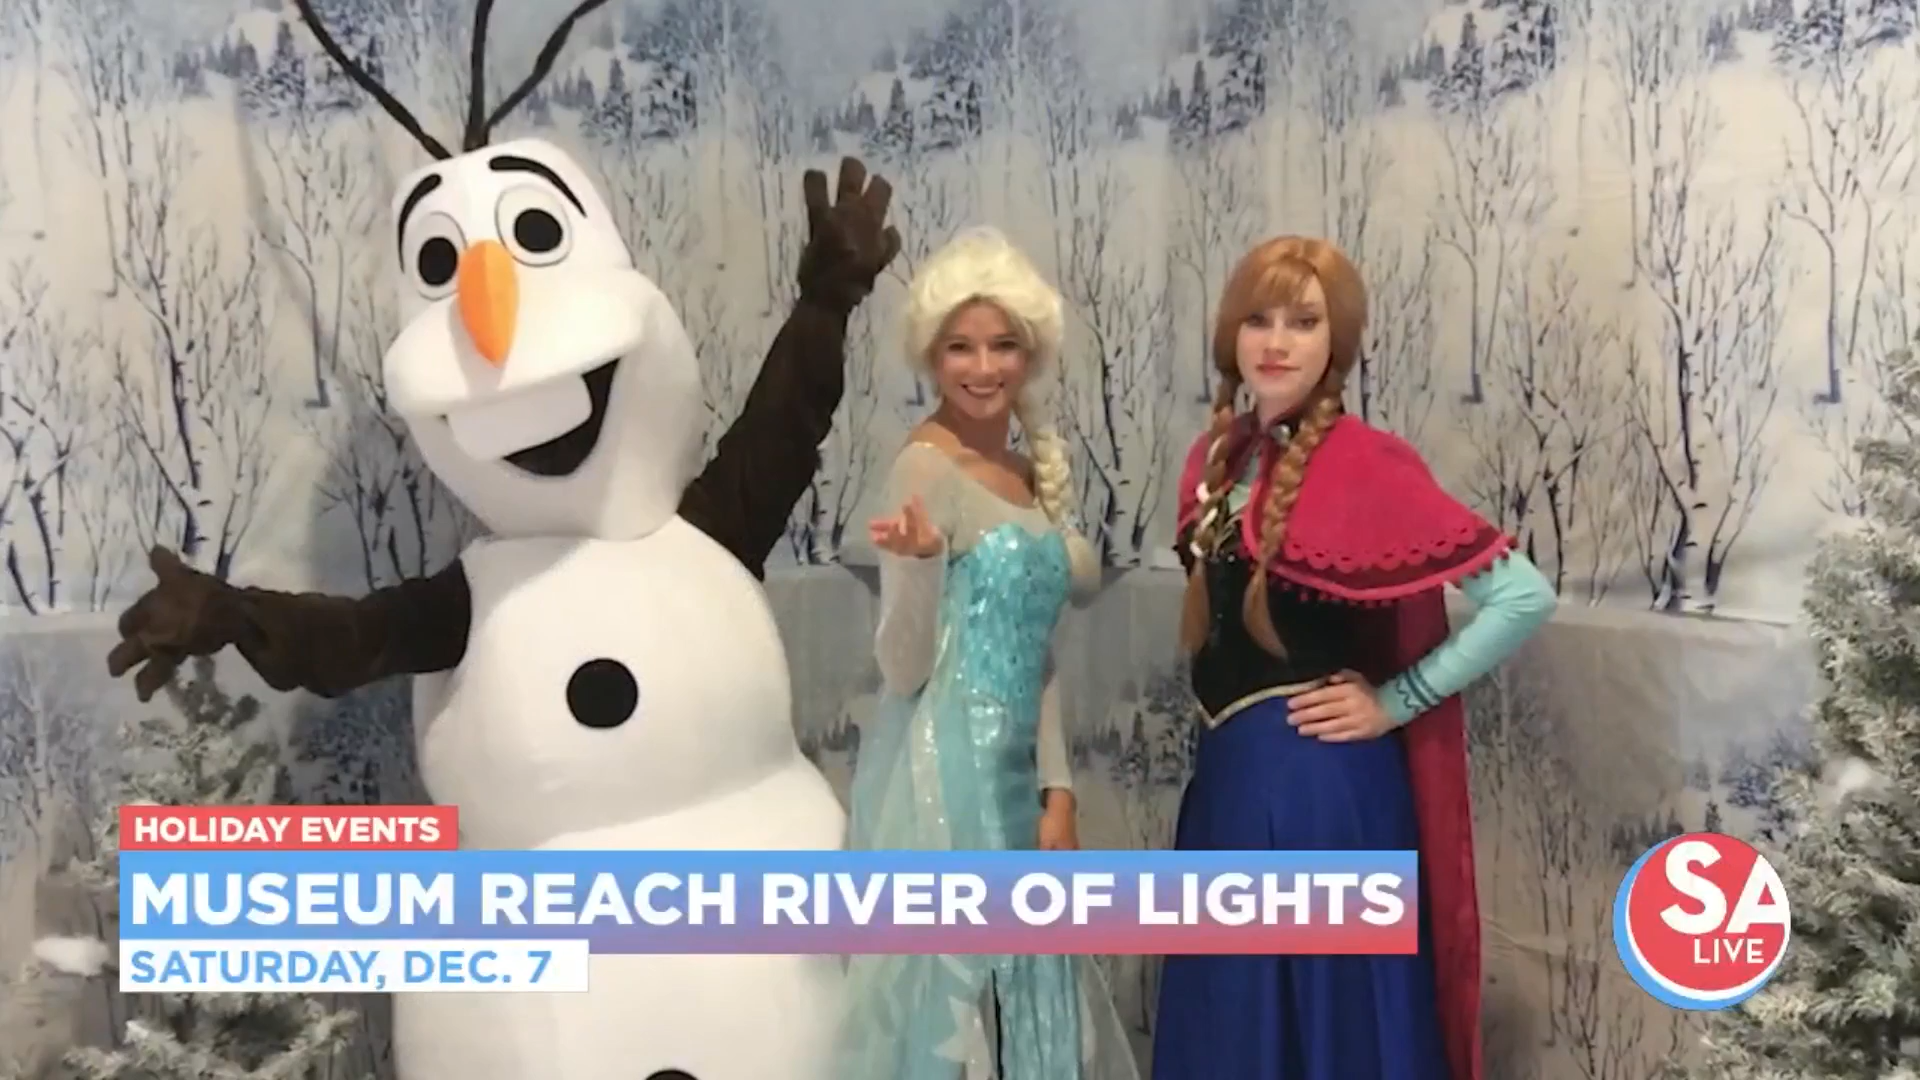 HOLIDAY EVENTS
MUSEUM REACH RIVER OF LIGHTS
SATURDAY, DEC. 7
SA
LIVE